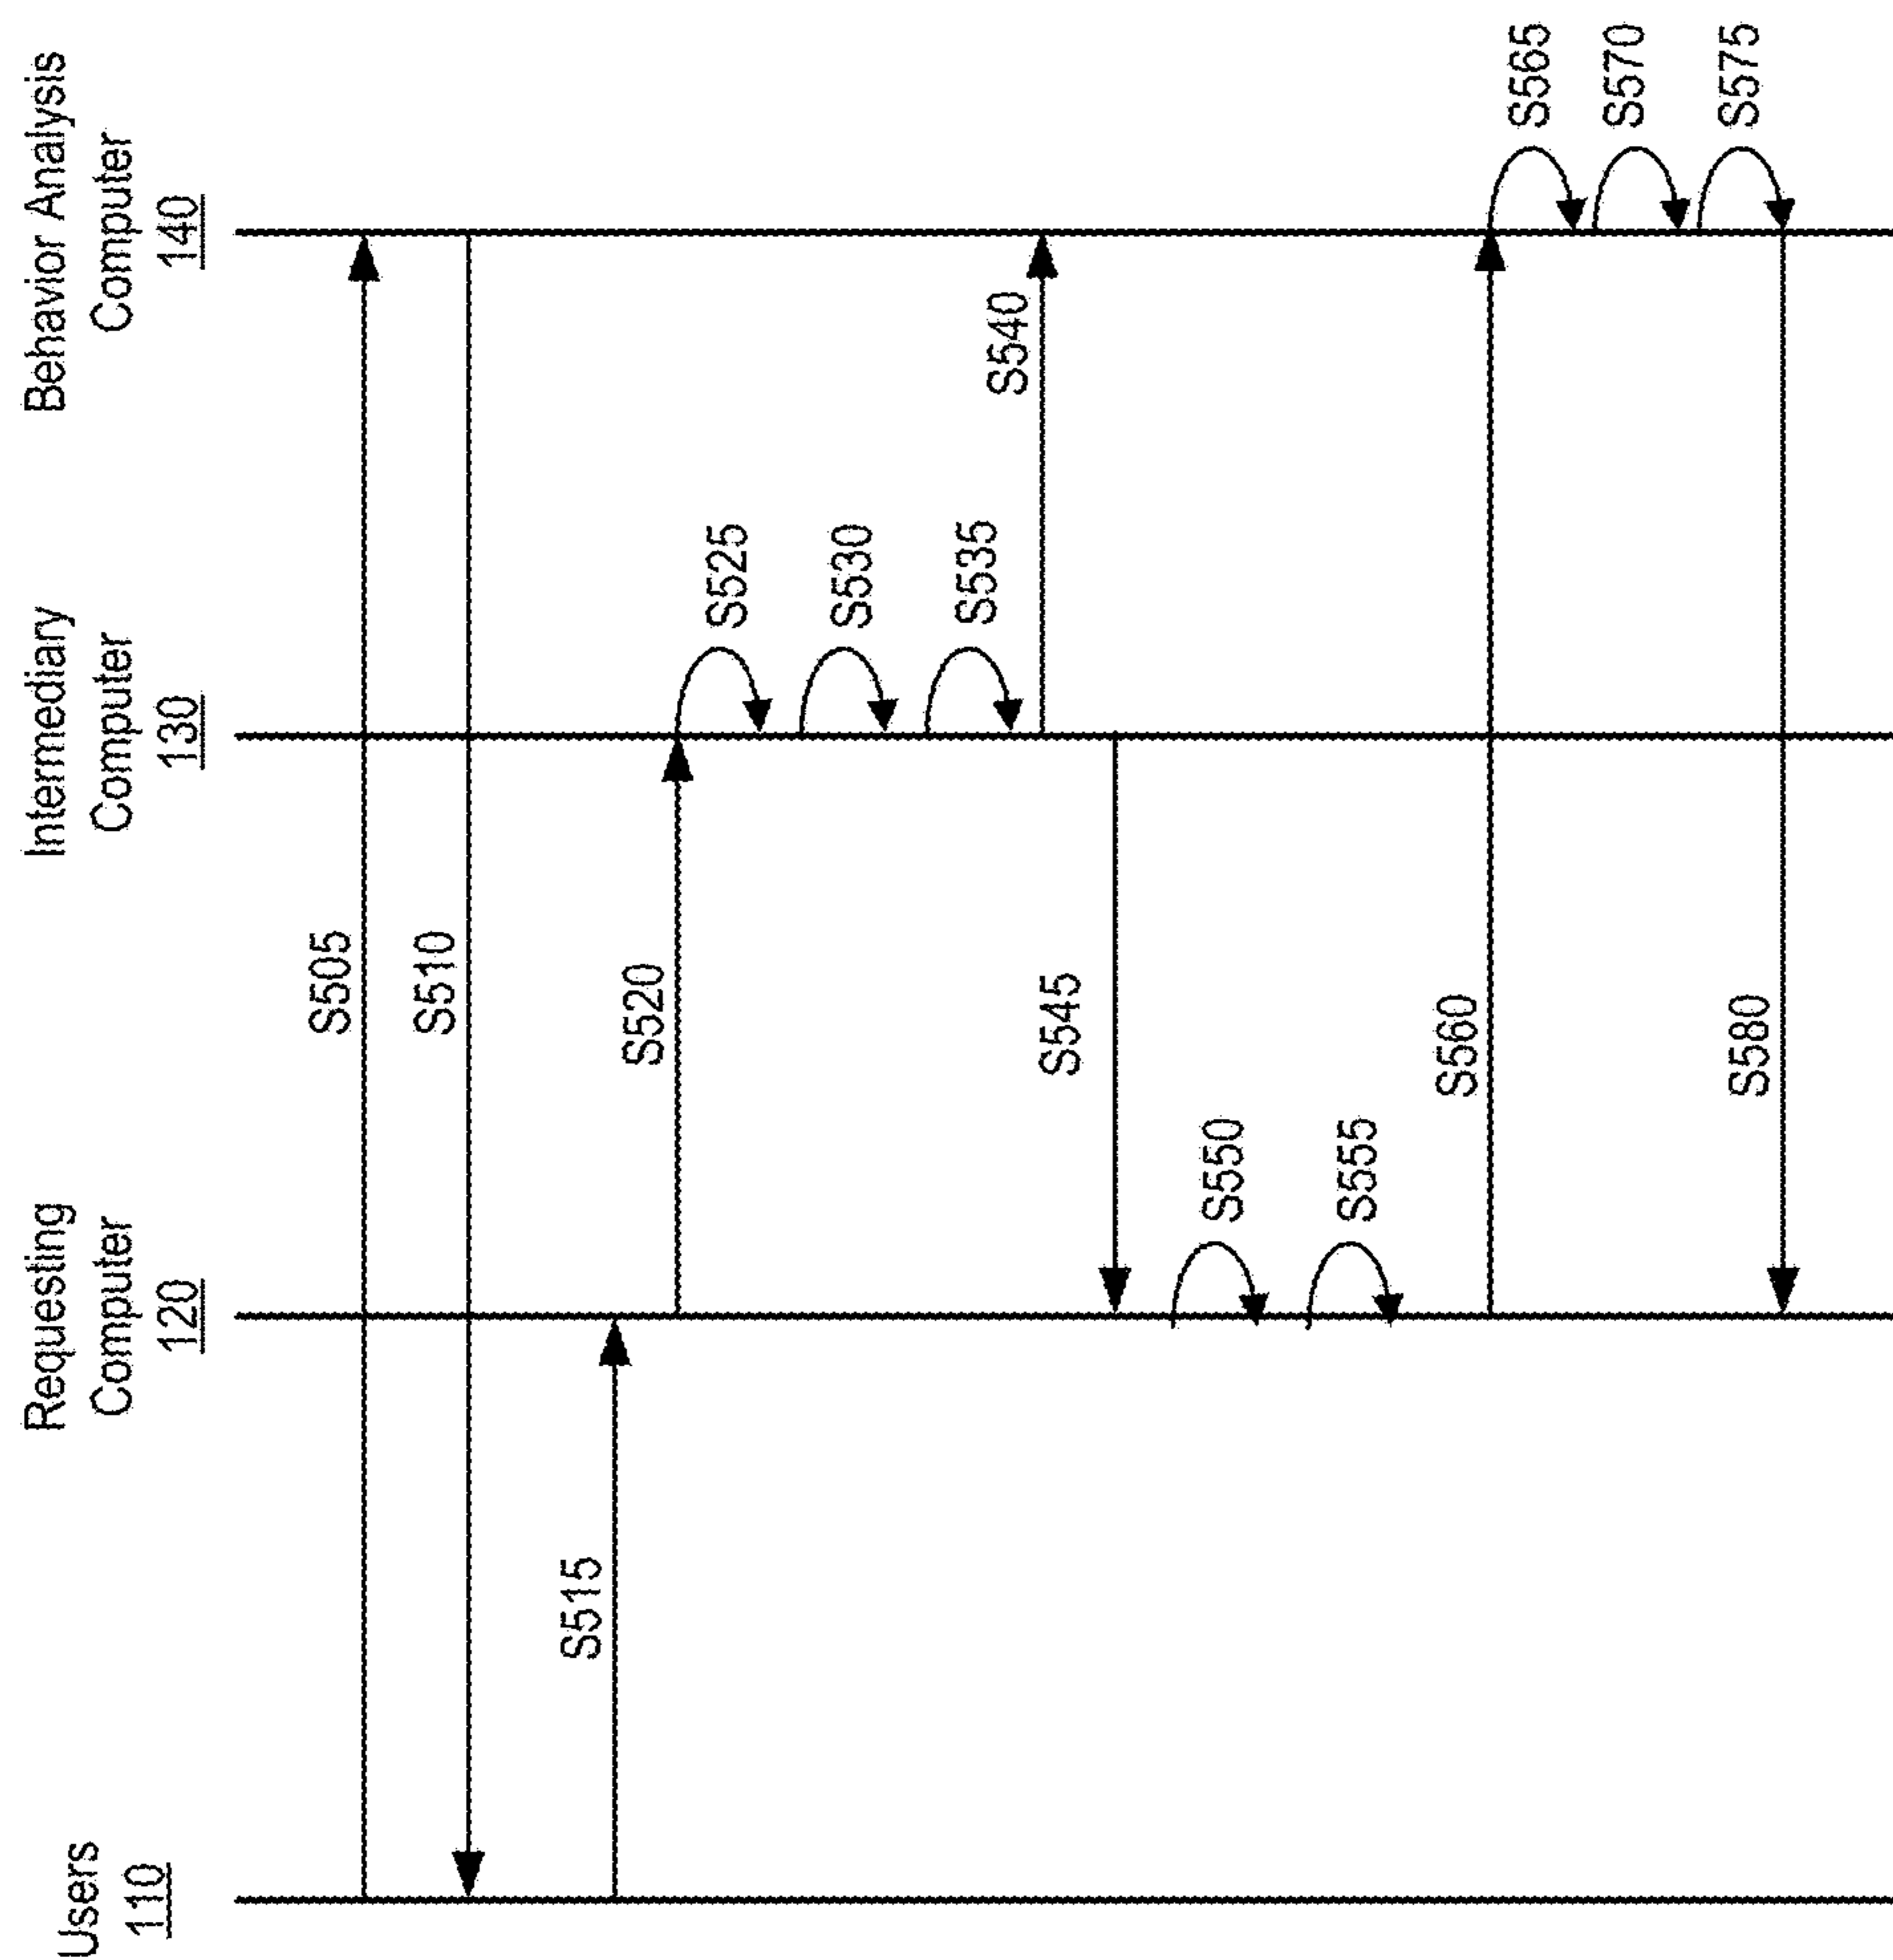 Users
110
Requesting
Computer
120
Intermediary
Computer
130
Behavior Analysis
Computer
140
S505
S510
S515
S520
S525
S530
S535
S540
S545
S550
S555
S560
S565
S570
S575
S580